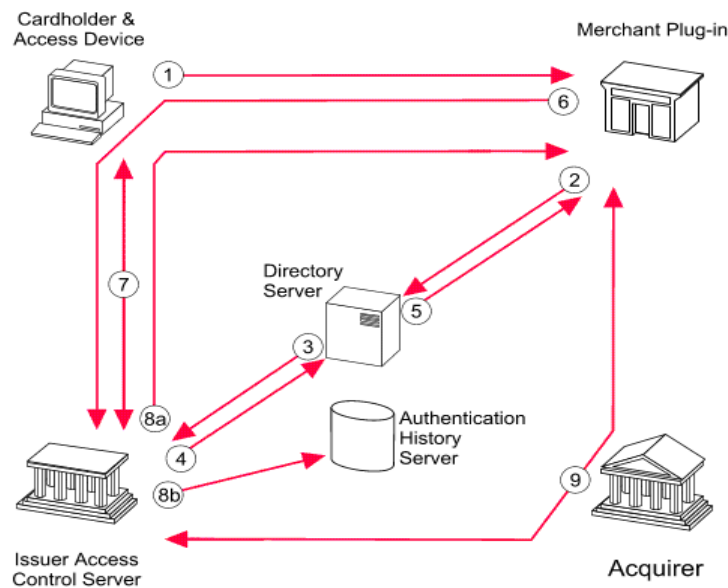 Cardholder &
Access Device
Merchant Plug-in
1
6
2
Directory
Server
7
5
3
8a
4
Authentication
History
Server
8b
9
Issuer Access
Control Server
Acquirer